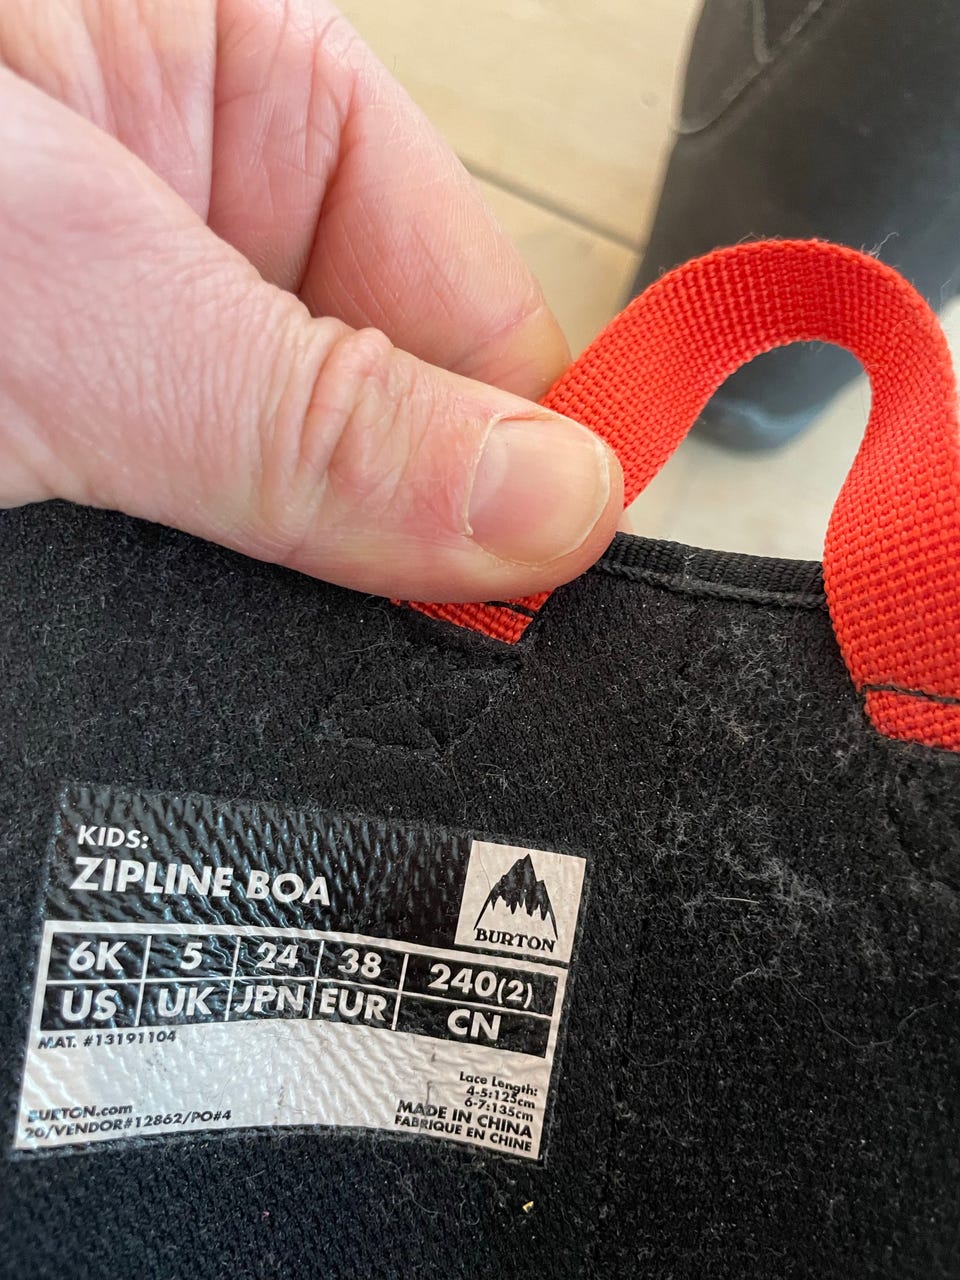 KIDS:
ZIPLINE BOA
BURTON
6K 5 24 38 240(2)
US UK JPN EUR CN
MAT. #13191104
Lace Length:
4-5:125cm
6-7:135cm
BURTON.com
20/VENDOR#12862/PO#4
MADE IN CHINA
FABRIQUE EN CHINE